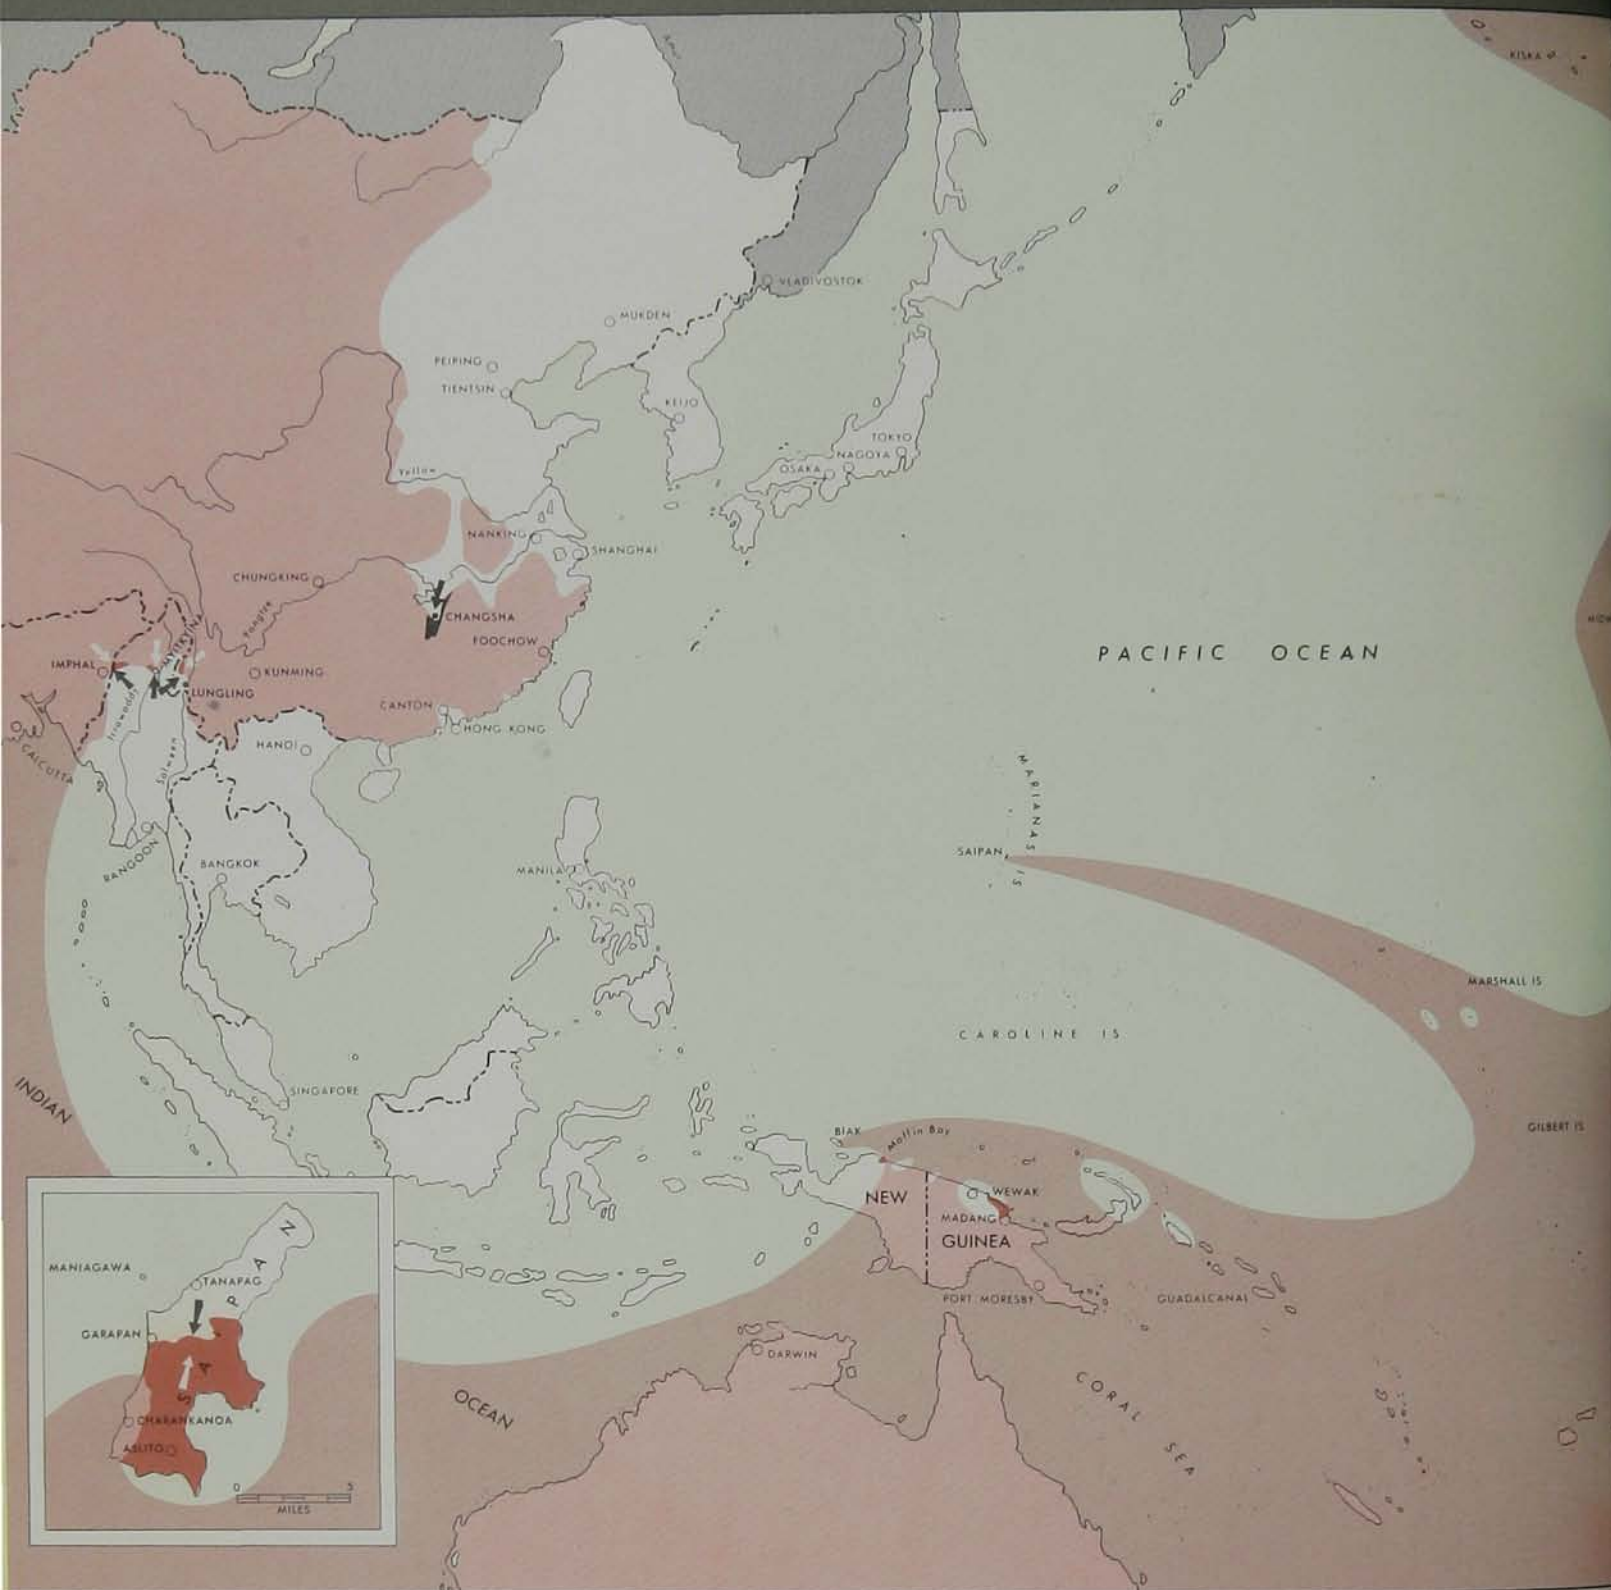 Amur
KISKA
VLADIVOSTOK
MUKDEN
PEIPING
TIENTSIN
KEIJO
TOKYO
NAGOYA
OSAKA
Yellow
NANKING
SHANGHAI
CHUNGKING
Yangtze
CHANGSHA
FOOCHOW
MYITKYINA
IMPHAL
KUNMING
LUNGLING
Irrawaddy
Salween
CANTON
HONG KONG
HANOI
CALCUTTA
RANGOON
BANGKOK
MANILA
PACIFIC OCEAN
MARIANAS IS
SAIPAN
MARSHALL IS
CAROLINE IS
SINGAPORE
INDIAN
OCEAN
GILBERT IS
BIAK
Maffin Bay
NEW
GUINEA
WEWAK
MADANG
PORT MORESBY
GUADALCANAL
DARWIN
CORAL SEA
SAIPAN
MANIAGAWA
TANAPAG
GARAPAN
CHARANKANOA
ASLITO
0 5
MILES